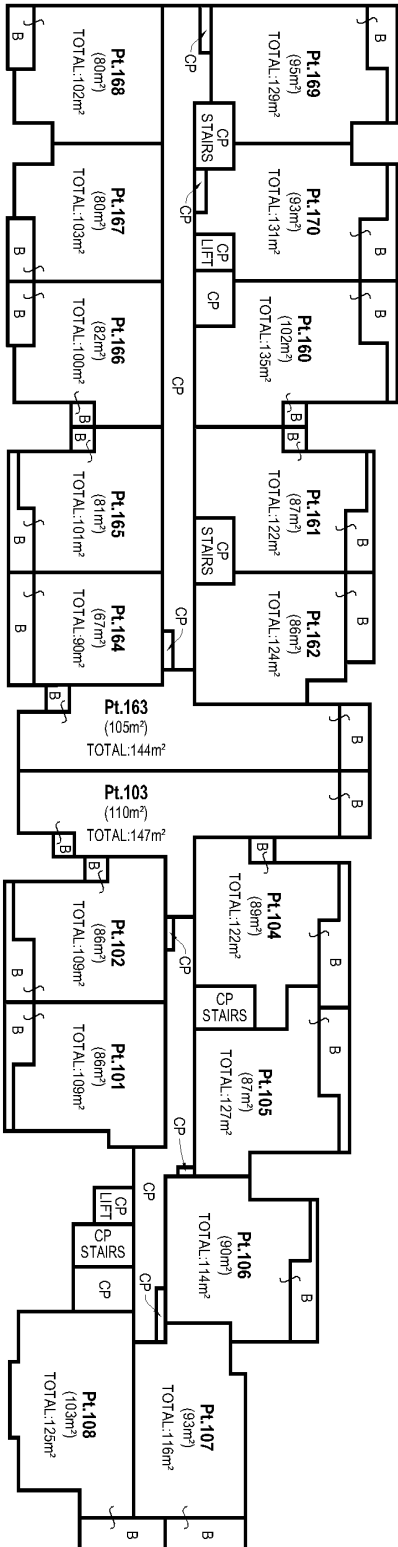 B
Pt.168
(80m²)
TOTAL:102m²
CP
Pt.169
(95m²)
TOTAL:129m²
B
CP
STAIRS
Pt.167
(80m²)
TOTAL:103m²
B
CP
CP
LIFT
Pt.170
(93m²)
TOTAL:131m²
B
B
Pt.166
(82m²)
TOTAL:100m²
B
CP
CP
Pt.160
(102m²)
TOTAL:135m²
B
B
B
Pt.165
(81m²)
TOTAL:101m²
B
B
Pt.161
(87m²)
TOTAL:122m²
B
CP
STAIRS
B
Pt.164
(67m²)
TOTAL:90m²
CP
Pt.162
(86m²)
TOTAL:124m²
B
B
Pt.163
(105m²)
TOTAL:144m²
B
Pt.103
(110m²)
TOTAL:147m²
B
B
B
Pt.102
(86m²)
TOTAL:109m²
B
CP
B
Pt.104
(89m²)
TOTAL:122m²
B
CP
STAIRS
B
Pt.101
(86m²)
TOTAL:109m²
Pt.105
(87m²)
TOTAL:127m²
B
CP
CP
CP
LIFT
CP
STAIRS
CP
CP
Pt.106
(90m²)
TOTAL:114m²
B
Pt.108
(103m²)
TOTAL:125m²
B
Pt.107
(93m²)
TOTAL:116m²
B